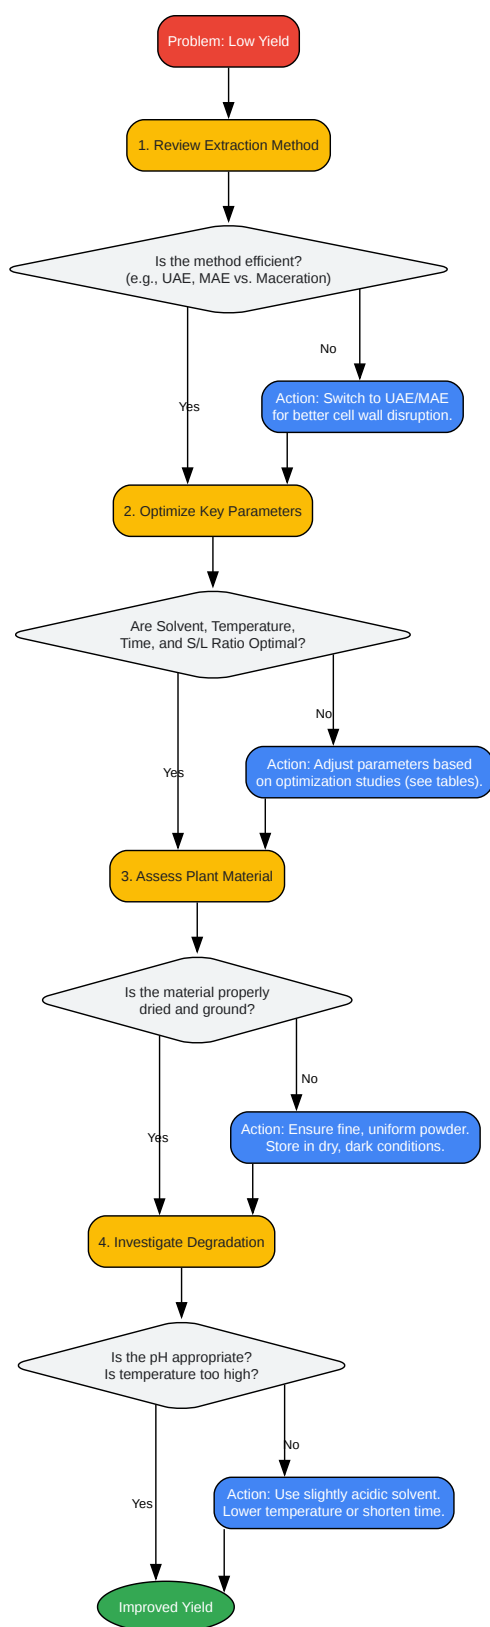 Problem: Low Yield
1. Review Extraction Method
Is the method efficient?
(e.g., UAE, MAE vs. Maceration)
No
Action: Switch to UAE/MAE
for better cell wall disruption.
Yes
2. Optimize Key Parameters
Are Solvent, Temperature,
Time, and S/L Ratio Optimal?
No
Action: Adjust parameters based
on optimization studies (see tables).
Yes
3. Assess Plant Material
Is the material properly
dried and ground?
No
Action: Ensure fine, uniform powder.
Store in dry, dark conditions.
Yes
4. Investigate Degradation
Is the pH appropriate?
Is temperature too high?
No
Action: Use slightly acidic solvent.
Lower temperature or shorten time.
Yes
Improved Yield